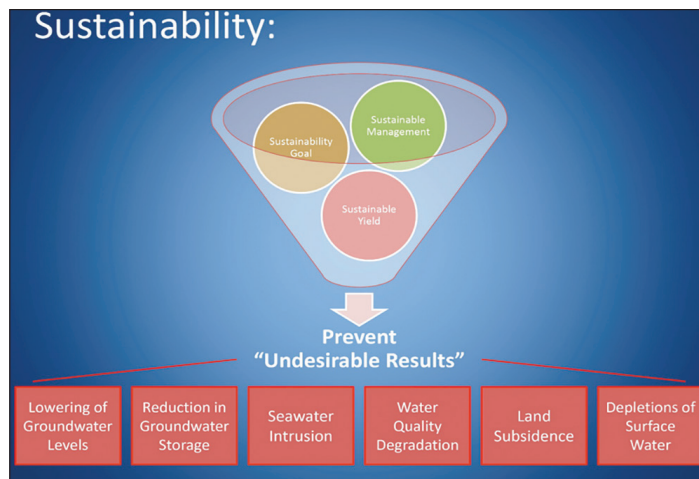 Sustainability:
Sustainable
Management
Sustainability
Goal
Sustainable
Yield
Prevent
“Undesirable Results”
Lowering of
Groundwater
Levels
Reduction in
Groundwater
Storage
Seawater
Intrusion
Water
Quality
Degradation
Land
Subsidence
Depletions of
Surface
Water